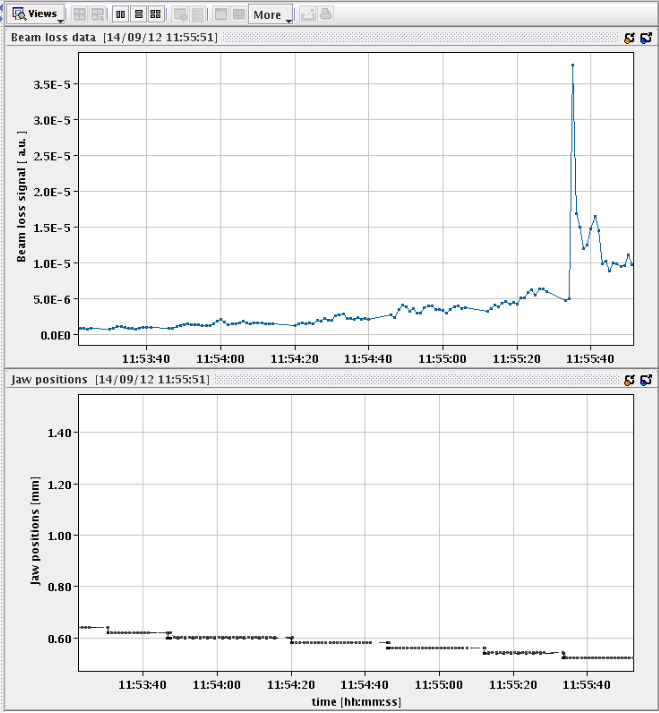 Views More
Beam loss data [14/09/12 11:55:51]
Beam loss signal [ a.u. ]
3.5E-5
3.0E-5
2.5E-5
2.0E-5
1.5E-5
1.0E-5
5.0E-6
0.0E0
11:53:40 11:54:00 11:54:20 11:54:40 11:55:00 11:55:20 11:55:40
Jaw positions [14/09/12 11:55:51]
Jaw positions [mm]
1.40
1.20
1.00
0.80
0.60
11:53:40 11:54:00 11:54:20 11:54:40 11:55:00 11:55:20 11:55:40
time [hh:mm:ss]